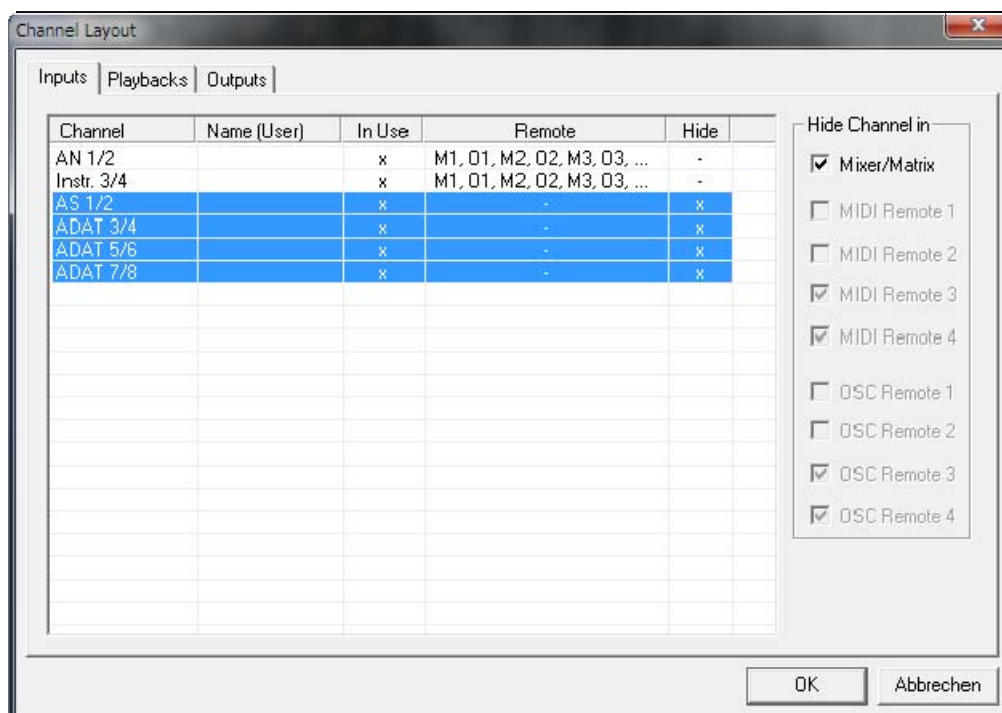 Channel Layout
Inputs Playbacks Outputs
Channel Name (User) In Use Remote Hide
AN 1/2 x M1, O1, M2, O2, M3, O3, ... -
Instr. 3/4 x M1, O1, M2, O2, M3, O3, ... -
AS 1/2 x - x
ADAT 3/4 x - x
ADAT 5/6 x - x
ADAT 7/8 x - x
Hide Channel in
Mixer/Matrix
MIDI Remote 1
MIDI Remote 2
MIDI Remote 3
MIDI Remote 4
OSC Remote 1
OSC Remote 2
OSC Remote 3
OSC Remote 4
OK Abbrechen